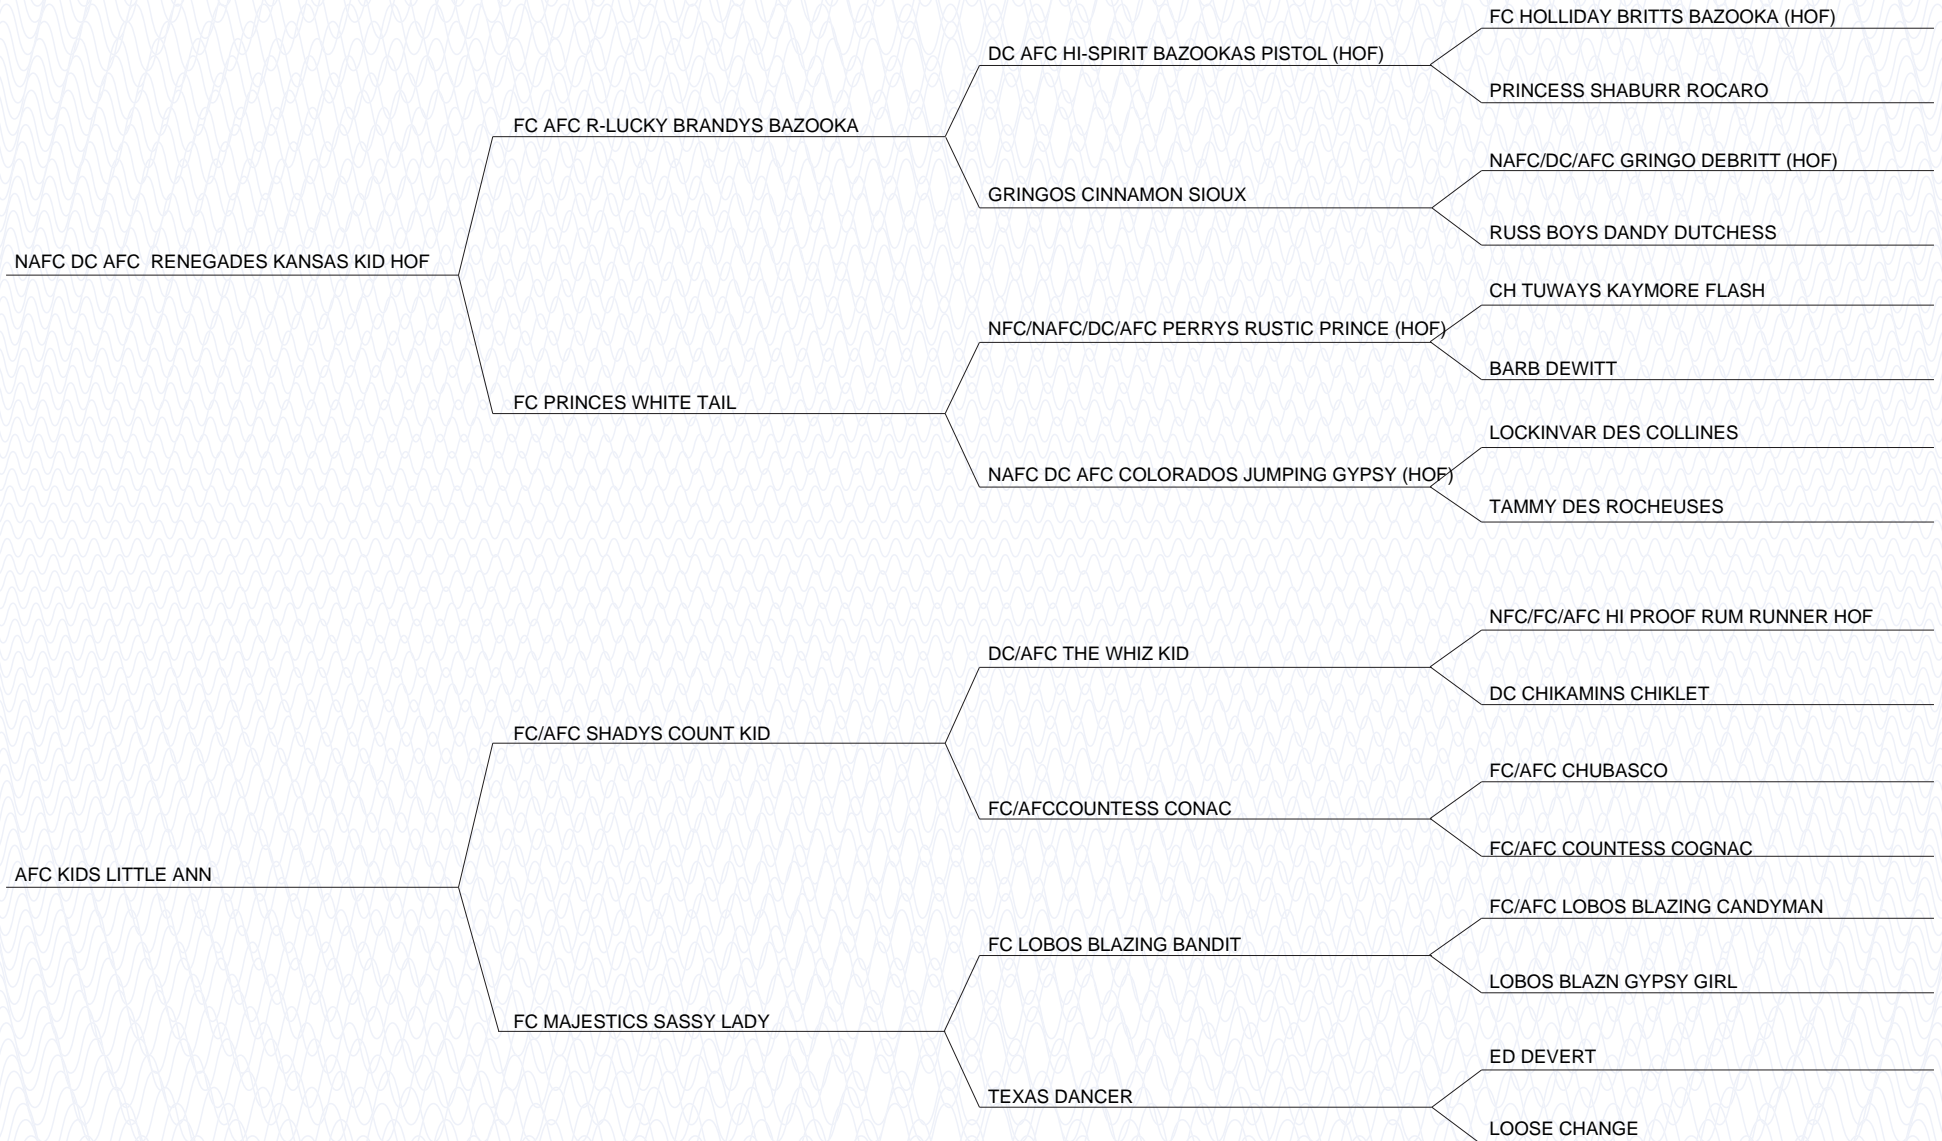 FC HOLLIDAY BRITTS BAZOOKA (HOF)
DC AFC HI-SPIRIT BAZOOKAS PISTOL (HOF)
PRINCESS SHABURR ROCARO
FC AFC R-LUCKY BRANDYS BAZOOKA
NAFC/DC/AFC GRINGO DEBRITT (HOF)
GRINGOS CINNAMON SIOUX
RUSS BOYS DANDY DUTCHESS
NAFC DC AFC  RENEGADES KANSAS KID HOF
CH TUWAYS KAYMORE FLASH
NFC/NAFC/DC/AFC PERRYS RUSTIC PRINCE (HOF)
BARB DEWITT
FC PRINCES WHITE TAIL
LOCKINVAR DES COLLINES
NAFC DC AFC COLORADOS JUMPING GYPSY (HOF)
TAMMY DES ROCHEUSES
NFC/FC/AFC HI PROOF RUM RUNNER HOF
DC/AFC THE WHIZ KID
DC CHIKAMINS CHIKLET
FC/AFC SHADYS COUNT KID
FC/AFC CHUBASCO
FC/AFCCOUNTESS CONAC
FC/AFC COUNTESS COGNAC
AFC KIDS LITTLE ANN
FC/AFC LOBOS BLAZING CANDYMAN
FC LOBOS BLAZING BANDIT
LOBOS BLAZN GYPSY GIRL
FC MAJESTICS SASSY LADY
ED DEVERT
TEXAS DANCER
LOOSE CHANGE